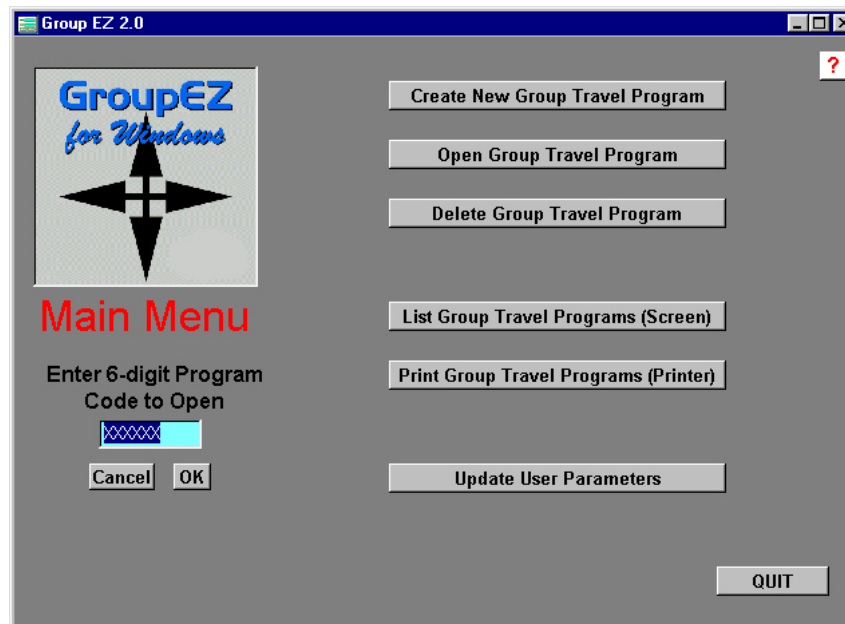 Group EZ 2.0
?
GroupEZ
for Windows
Main Menu
Enter 6-digit Program
Code to Open
XXXXXX
Cancel OK
Create New Group Travel Program
Open Group Travel Program
Delete Group Travel Program
List Group Travel Programs (Screen)
Print Group Travel Programs (Printer)
Update User Parameters
QUIT